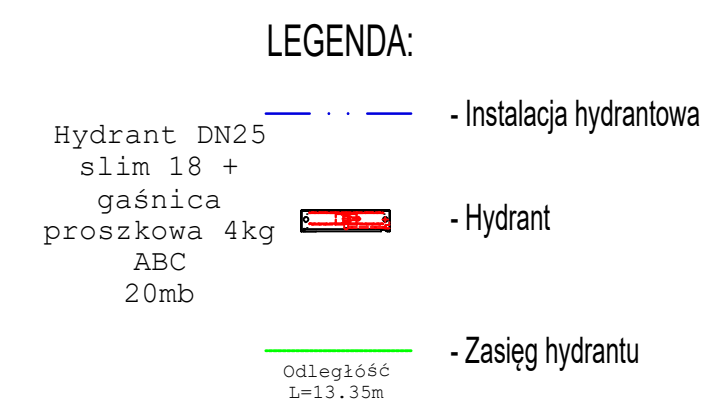 LEGENDA:
- Instalacja hydrantowa
Hydrant DN25
slim 18 +
gaśnica
proszkowa 4kg
ABC
20mb
- Hydrant
- Zasięg hydrantu
Odległóść
L=13.35m